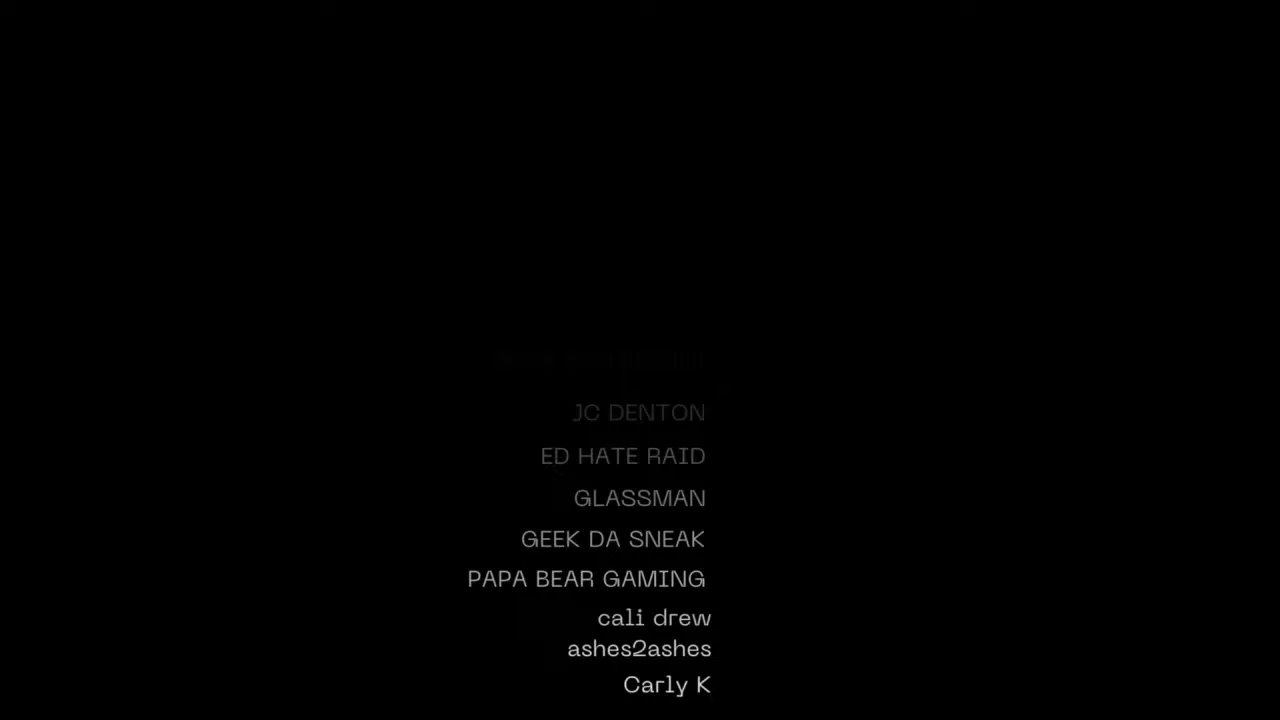 JC DENTON
ED HATE RAID
GLASSMAN
GEEK DA SNEAK
PAPA BEAR GAMING
cali drew
ashes2ashes
Carly K